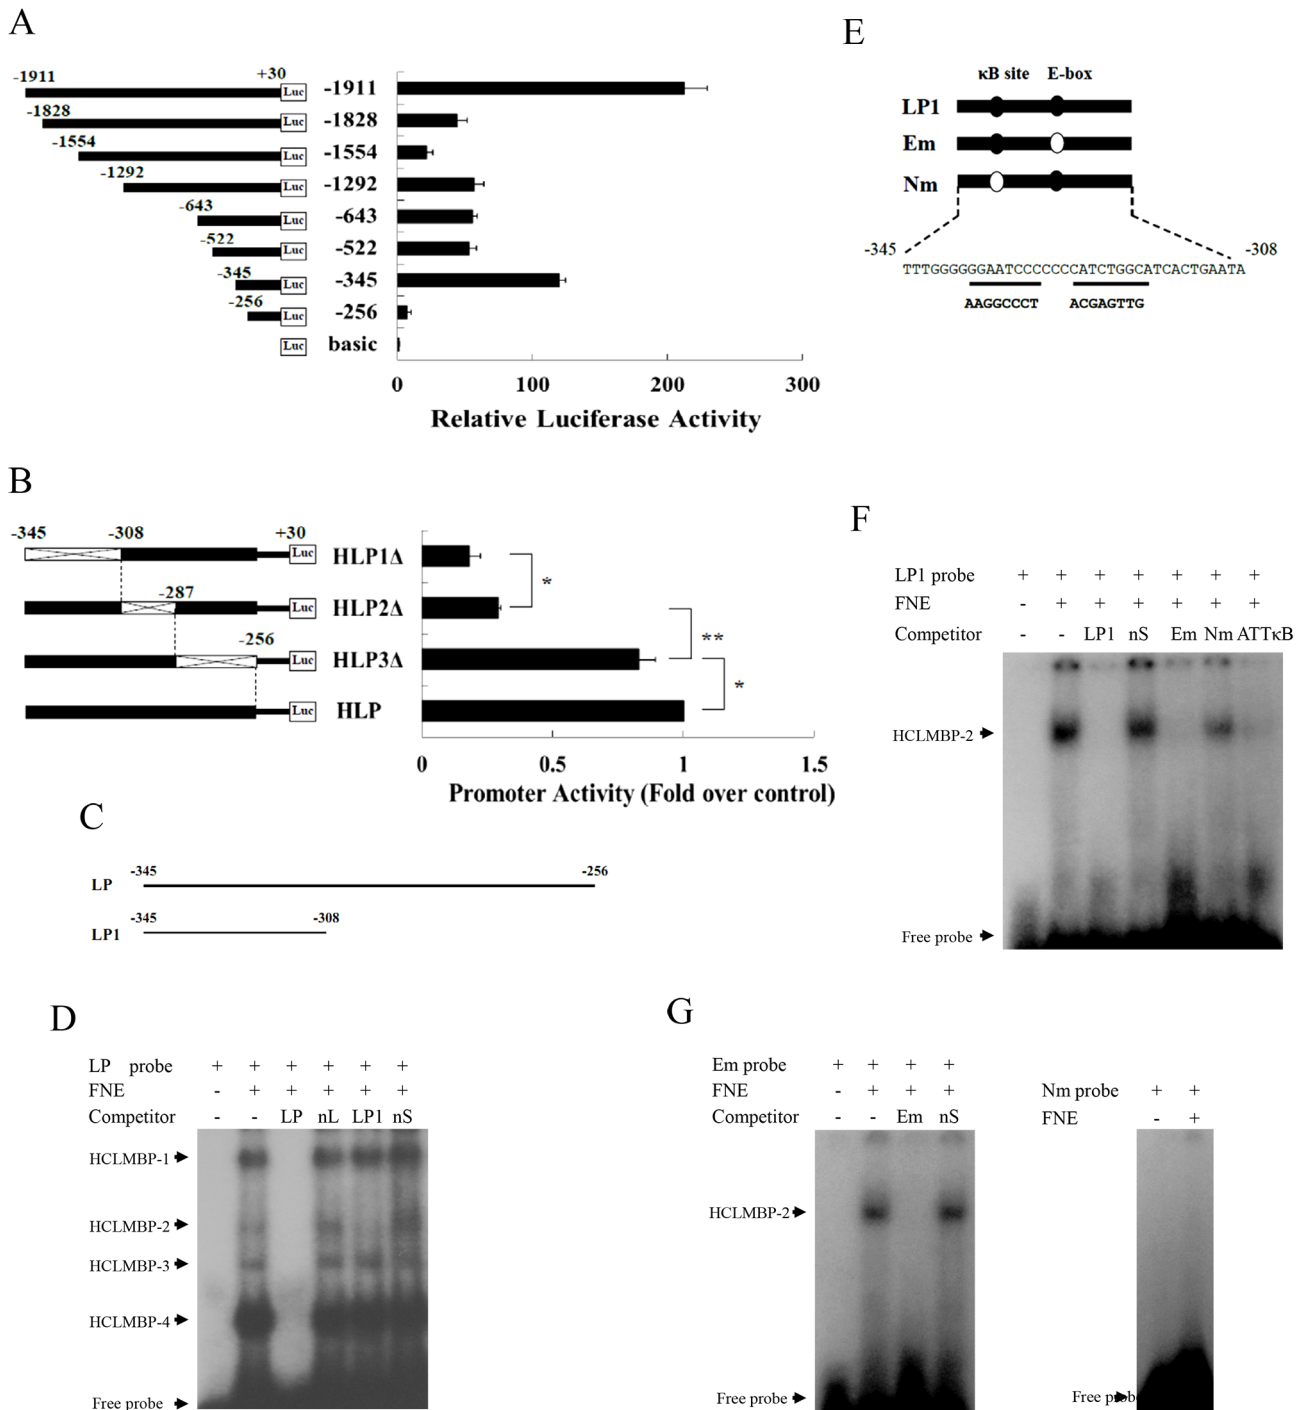 A
-1911
+30
Luc
-1911
-1828
Luc
-1828
-1554
Luc
-1554
-1292
Luc
-1292
-643
Luc
-643
-522
Luc
-522
-345
Luc
-345
-256
Luc
-256
Luc
basic
0 100 200 300
Relative Luciferase Activity
B
-345 -308 +30
Luc
HLP1Δ
*
-287
Luc
HLP2Δ
**
-256
Luc
HLP3Δ
*
Luc
HLP
0 0.5 1 1.5
Promoter Activity (Fold over control)
C
-345 -256
LP
-345 -308
LP1
D
LP probe + + + + + +
FNE - + + + + +
Competitor - - LP nL LP1 nS
HCLMBP-1
HCLMBP-2
HCLMBP-3
HCLMBP-4
Free probe
E
κB site E-box
LP1
Em
Nm
-345 -308
TTTGGGGGGAATCCCCCCCATCTGGCATCACTGAATA
AAGGCCCT ACGAGTTG
F
LP1 probe + + + + + + +
FNE - + + + + + +
Competitor - - LP1 nS Em Nm ATTκB
HCLMBP-2
Free probe
G
Em probe + + + +
FNE - + + +
Competitor - - Em nS
HCLMBP-2
Free probe
Nm probe + +
FNE - +
Free probe